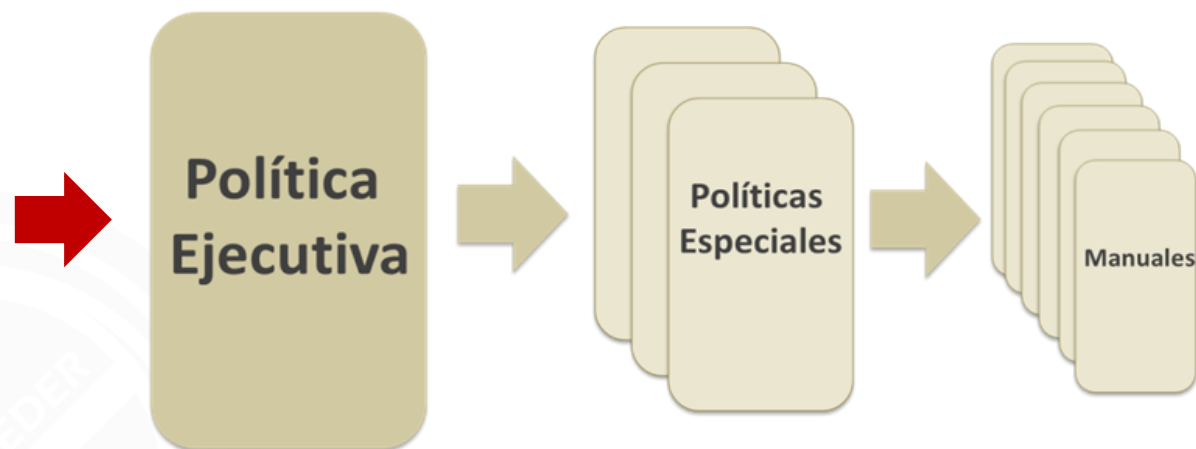 Política
Ejecutiva
Políticas
Especiales
Manuales